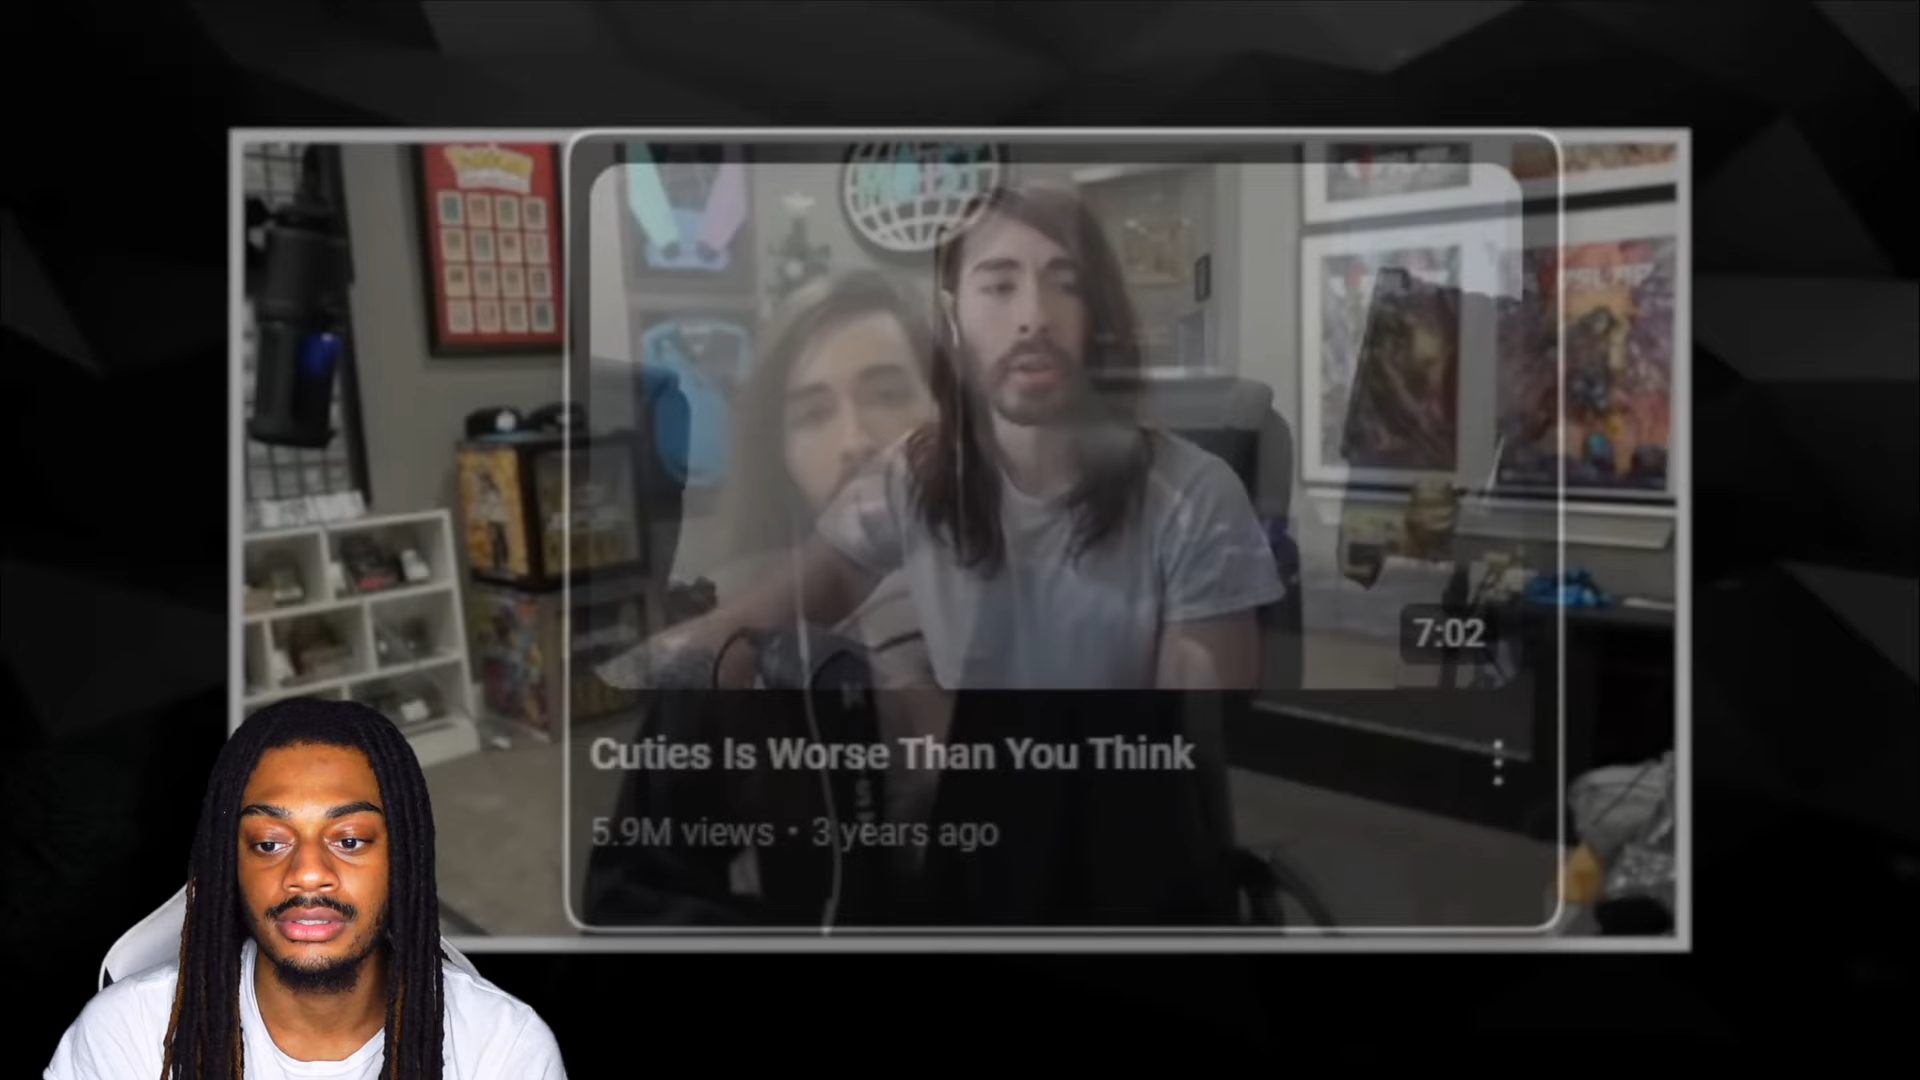 7:02
Cuties Is Worse Than You Think
5.9M views • 3 years ago